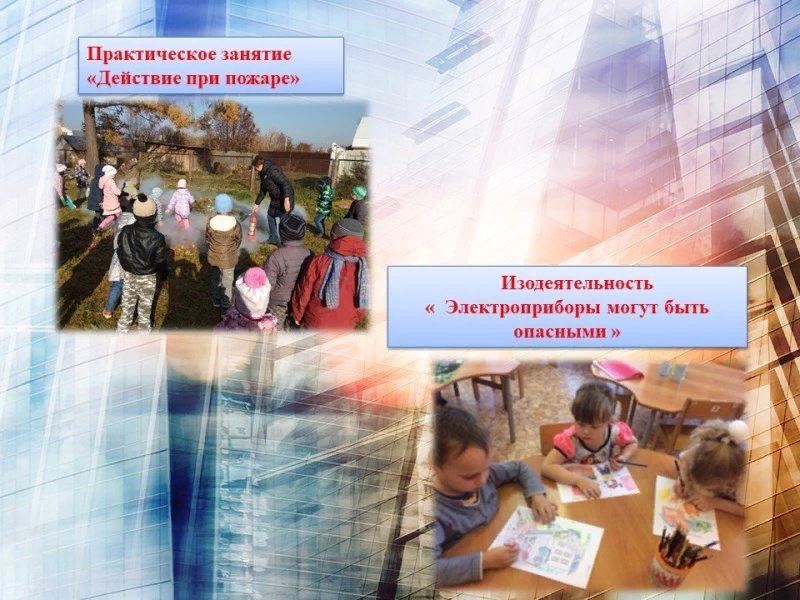 Практическое занятие
«Действие при пожаре»
Изодеятельность
«  Электроприборы могут быть
опасными »